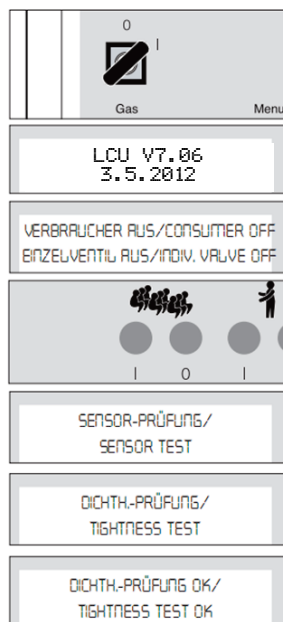 0
I
Gas Menu
LCU V7.06
3.5.2012
VERBRAUCHER AUS/CONSUMER OFF
EINZELVENTIL AUS/INDIV. VALVE OFF
I 0 I
SENSOR-PRÜFUNG/
SENSOR TEST
DICHTH.-PRÜFUNG/
TIGHTNESS TEST
DICHTH.-PRÜFUNG OK/
TIGHTNESS TEST OK